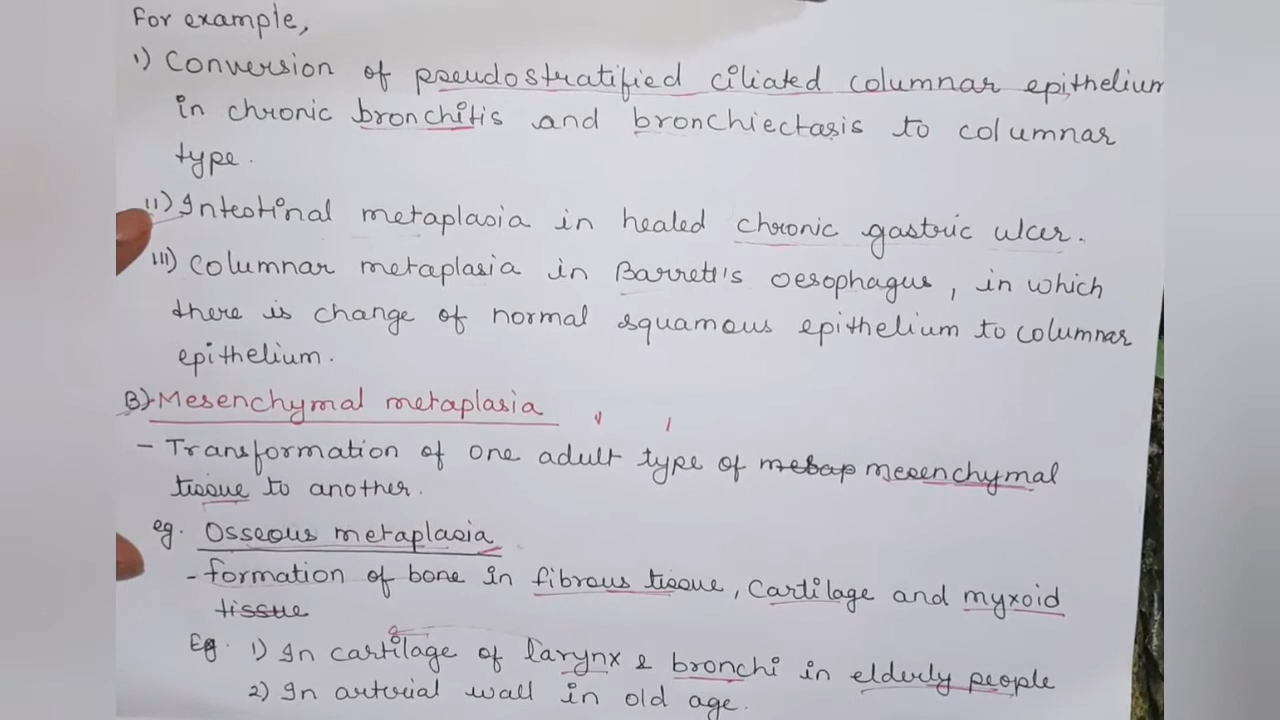 For example,
i) Conversion of pseudostratified ciliated columnar epithelium
in chronic bronchitis and bronchiectasis to columnar
type.
ii) Intestinal metaplasia in healed chronic gastric ulcer.
iii) Columnar metaplasia in Barrett's oesophagus, in which
there is change of normal squamous epithelium to columnar
epithelium.
B) Mesenchymal metaplasia
- Transformation of one adult type of mesap mesenchymal
tissue to another.
eg. Osseous metaplasia
- formation of bone in fibrous tissue, cartilage and myxoid
tissue
Eg. 1) In cartilage of larynx & bronchi in elderly people
2) In arterial wall in old age.